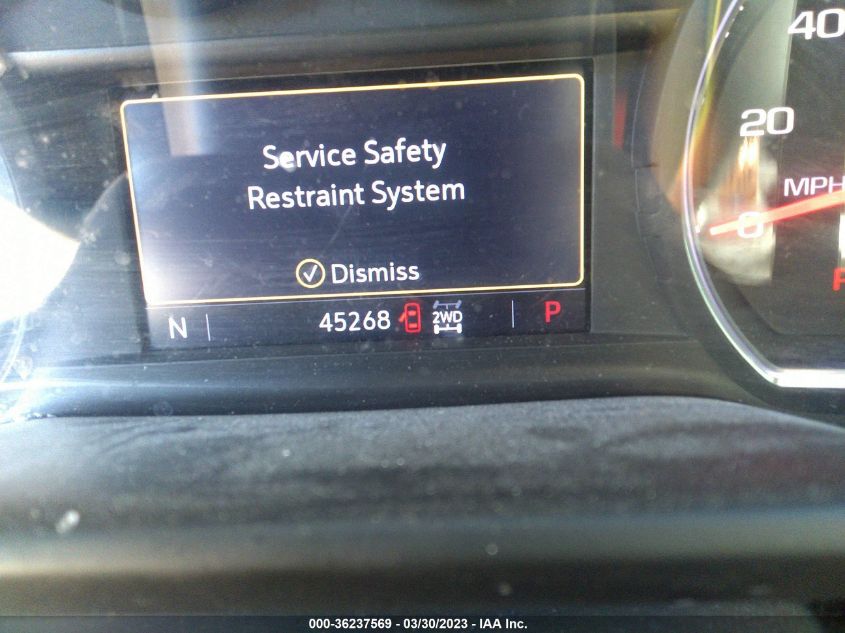 Service Safety
Restraint System
Dismiss
N 45268 2WD P
40
20
MPH
0
P
000-36237569 - 03/30/2023 - IAA Inc.